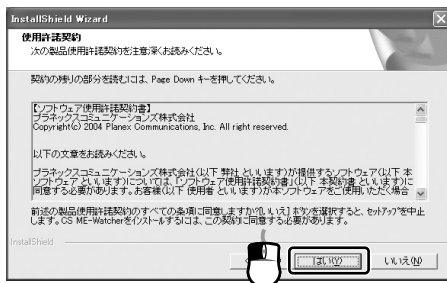 InstallShield Wizard
使用許諾契約
次の製品使用許諾契約を注意深くお読みください。
契約の残りの部分を読むには、Page Down キーを押してください。
【ソフトウェア使用許諾契約書】
プラネックスコミュニケーションズ株式会社
Copyright(c) 2004 Planex Communications, Inc. All right reserved.
以下の文章をお読みください。
プラネックスコミュニケーションズ株式会社(以下 弊社 といいます)が提供するソフトウェア(以下 本
ソフトウェア といいます)については、「ソフトウェア使用許諾契約書」(以下 本契約書 といいます)に
同意する必要があります。お客様(以下 使用者 といいます)が本ソフトウェアをご使用いただく場合
前述の製品使用許諾契約のすべての条項に同意しますか?[いいえ] ボタンを選択すると、セットアップを中止
します。CS ME-Watcherをインストールするには、この契約に同意する必要があります。
InstallShield
はい(Y)
いいえ(N)